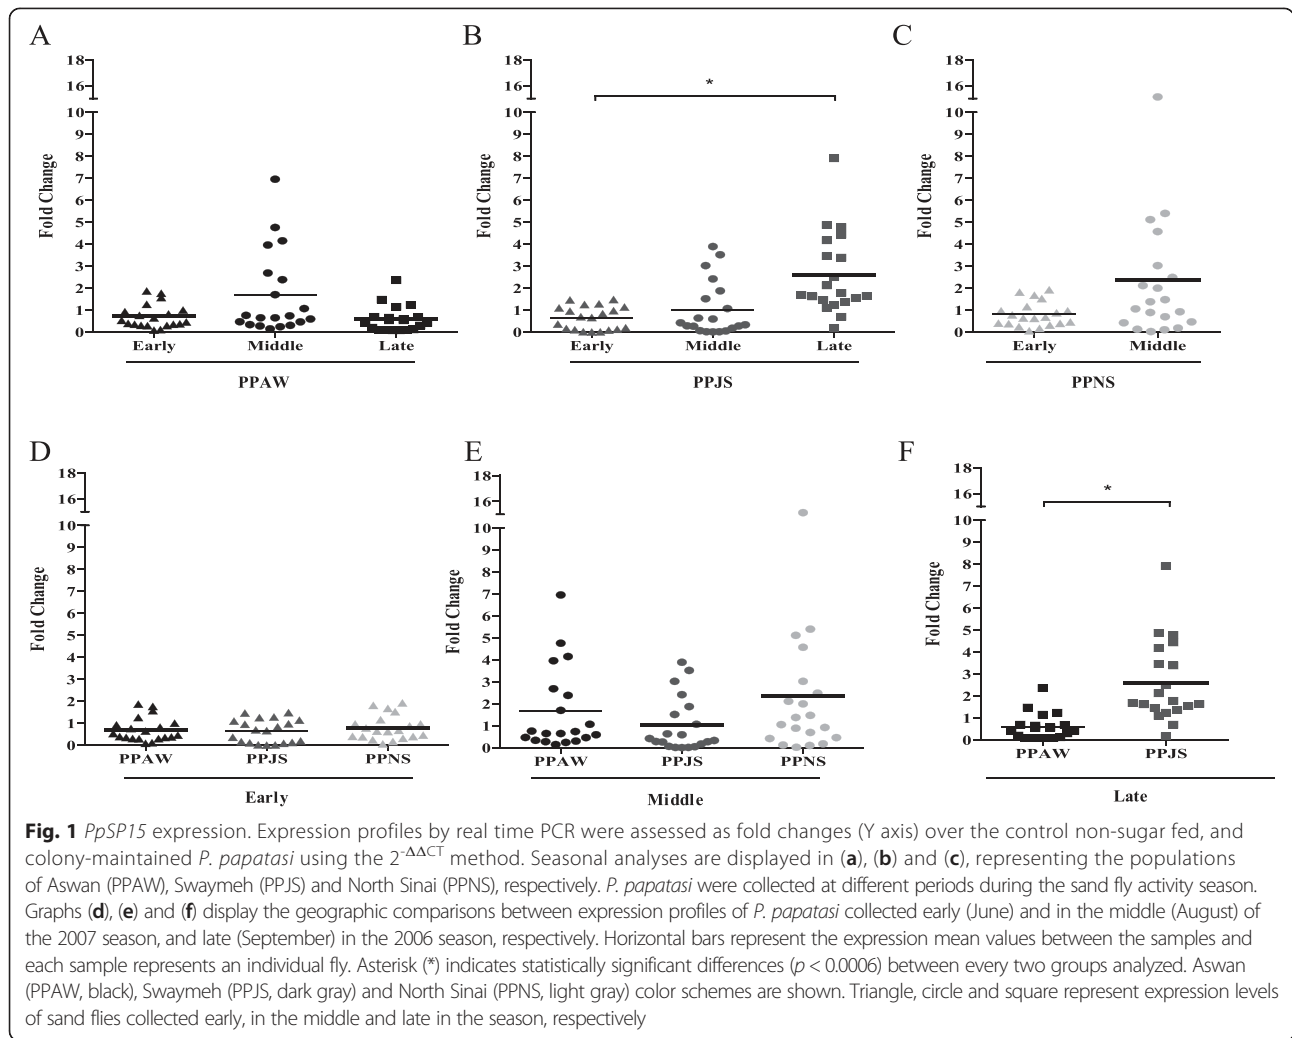 A
B
C
18
16
10
9
8
7
6
5
4
3
2
1
0
Fold Change
Early Middle Late
PPAW
18
16
10
9
8
7
6
5
4
3
2
1
0
Fold Change
*
Early Middle Late
PPJS
18
16
10
9
8
7
6
5
4
3
2
1
0
Fold Change
Early Middle
PPNS
D
E
F
18
16
10
9
8
7
6
5
4
3
2
1
0
Fold Change
PPAW PPJS PPNS
Early
18
16
10
9
8
7
6
5
4
3
2
1
0
Fold Change
PPAW PPJS PPNS
Middle
18
16
10
9
8
7
6
5
4
3
2
1
0
Fold Change
*
PPAW PPJS
Late
Fig. 1 PpSP15 expression. Expression profiles by real time PCR were assessed as fold changes (Y axis) over the control non-sugar fed, and
colony-maintained P. papatasi using the 2-ΔΔCT method. Seasonal analyses are displayed in (a), (b) and (c), representing the populations
of Aswan (PPAW), Swaymeh (PPJS) and North Sinai (PPNS), respectively. P. papatasi were collected at different periods during the sand fly activity season.
Graphs (d), (e) and (f) display the geographic comparisons between expression profiles of P. papatasi collected early (June) and in the middle (August) of
the 2007 season, and late (September) in the 2006 season, respectively. Horizontal bars represent the expression mean values between the samples and
each sample represents an individual fly. Asterisk (*) indicates statistically significant differences (p < 0.0006) between every two groups analyzed. Aswan
(PPAW, black), Swaymeh (PPJS, dark gray) and North Sinai (PPNS, light gray) color schemes are shown. Triangle, circle and square represent expression levels
of sand flies collected early, in the middle and late in the season, respectively